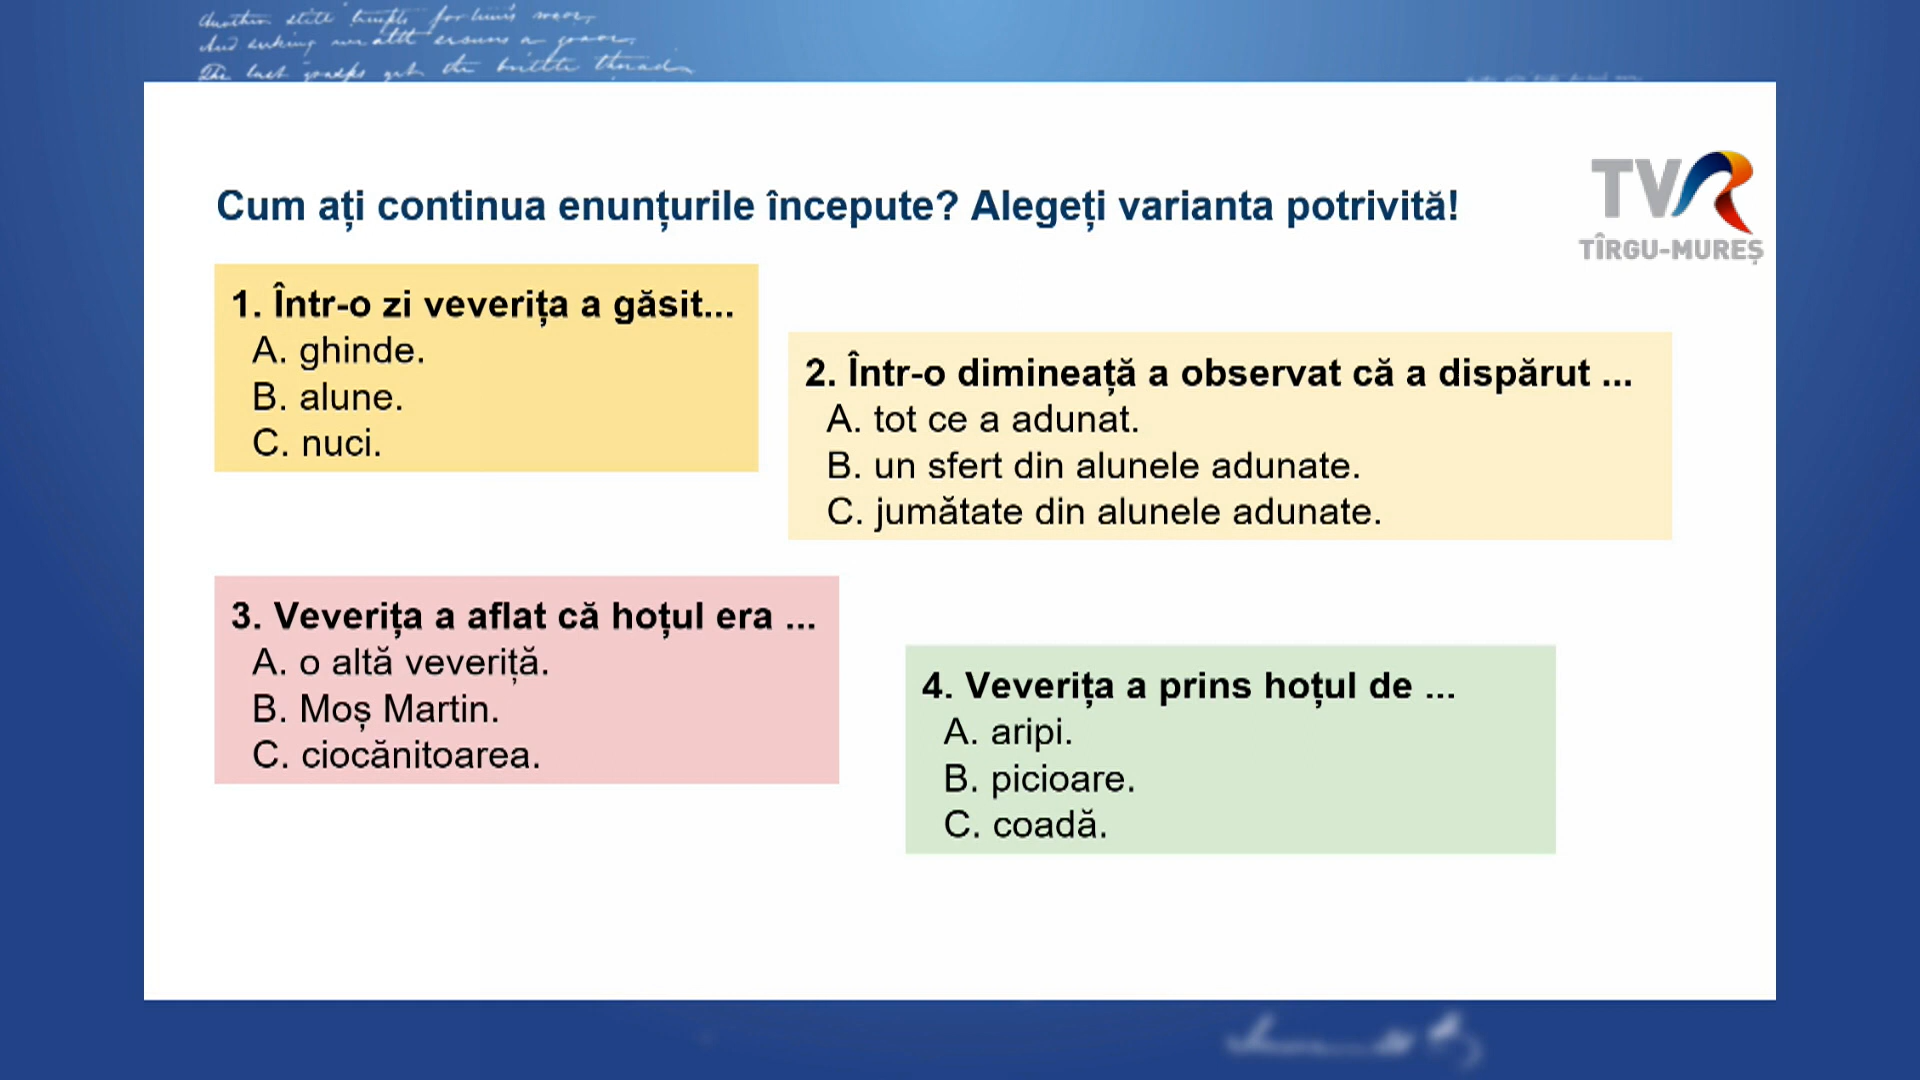 Cum ați continua enunțurile începute? Alegeți varianta potrivită!
TVR
TÎRGU-MUREȘ
1. Într-o zi veverița a găsit...
A. ghinde.
B. alune.
C. nuci.
2. Într-o dimineață a observat că a dispărut ...
A. tot ce a adunat.
B. un sfert din alunele adunate.
C. jumătate din alunele adunate.
3. Veverița a aflat că hoțul era ...
A. o altă veveriță.
B. Moș Martin.
C. ciocănitoarea.
4. Veverița a prins hoțul de ...
A. aripi.
B. picioare.
C. coadă.